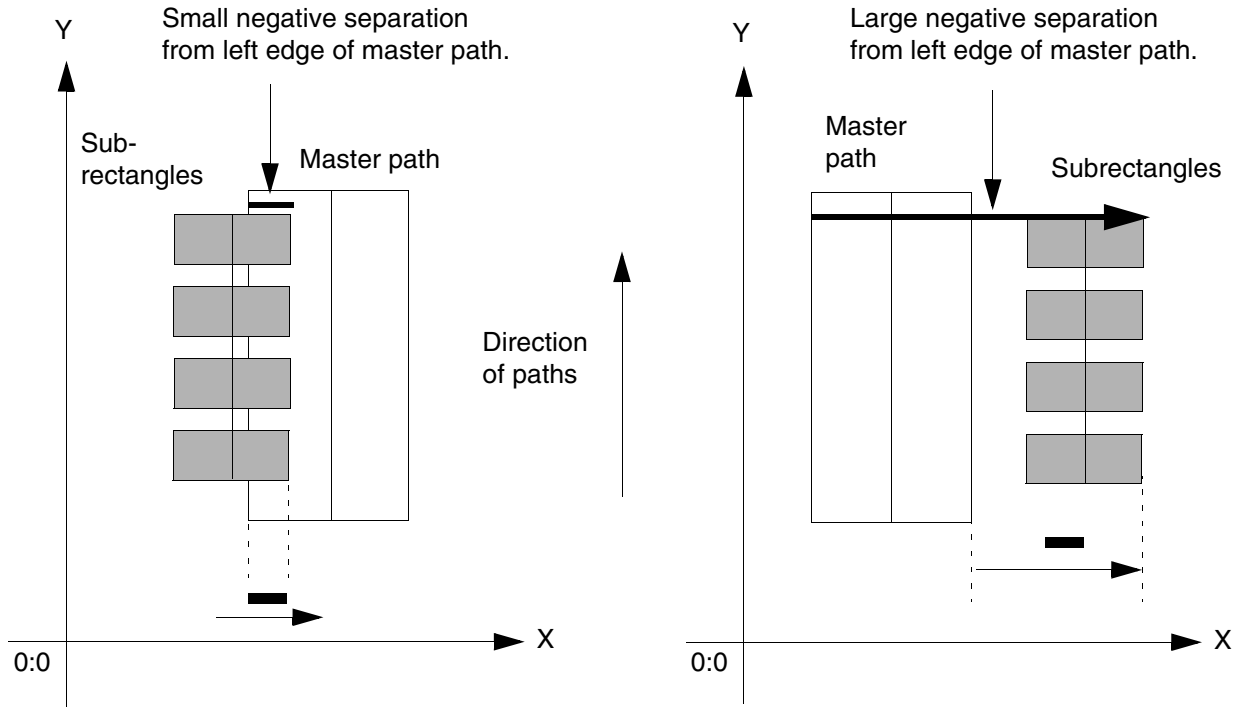 Small negative separation
from left edge of master path.
Y
Sub-
rectangles
Master path
Direction
of paths
X
0:0
Large negative separation
from left edge of master path.
Y
Master
path
Subrectangles
X
0:0